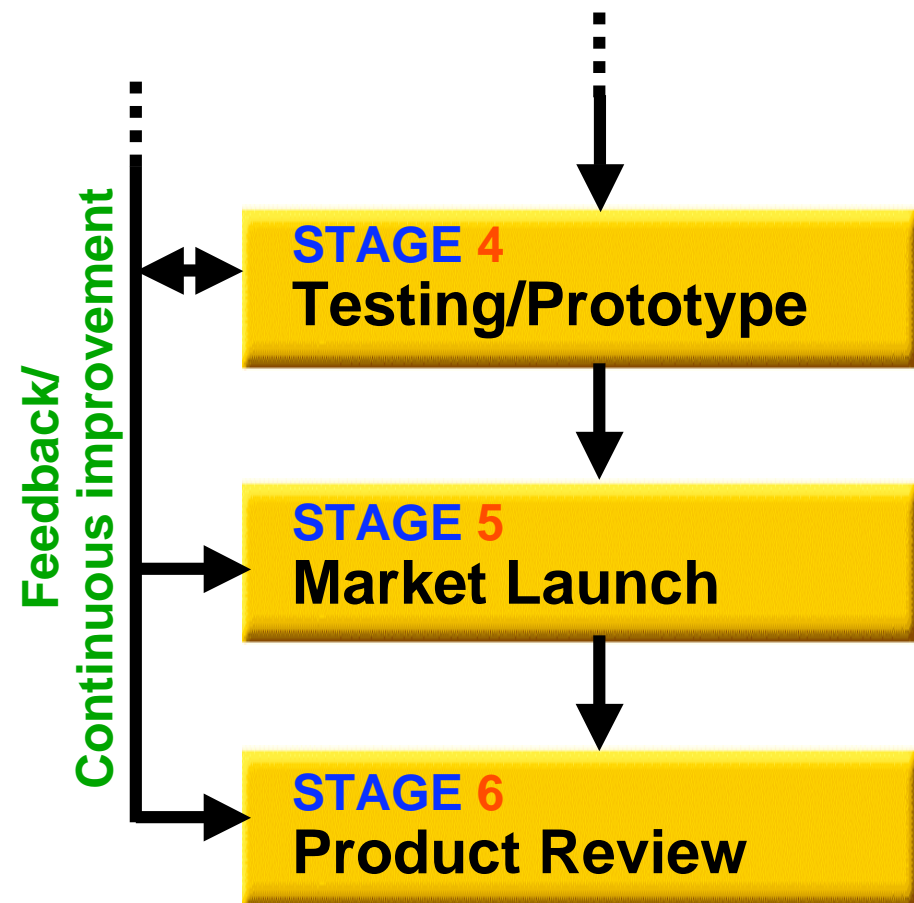 Feedback/
Continuous improvement
STAGE 4
Testing/Prototype
STAGE 5
Market Launch
STAGE 6
Product Review